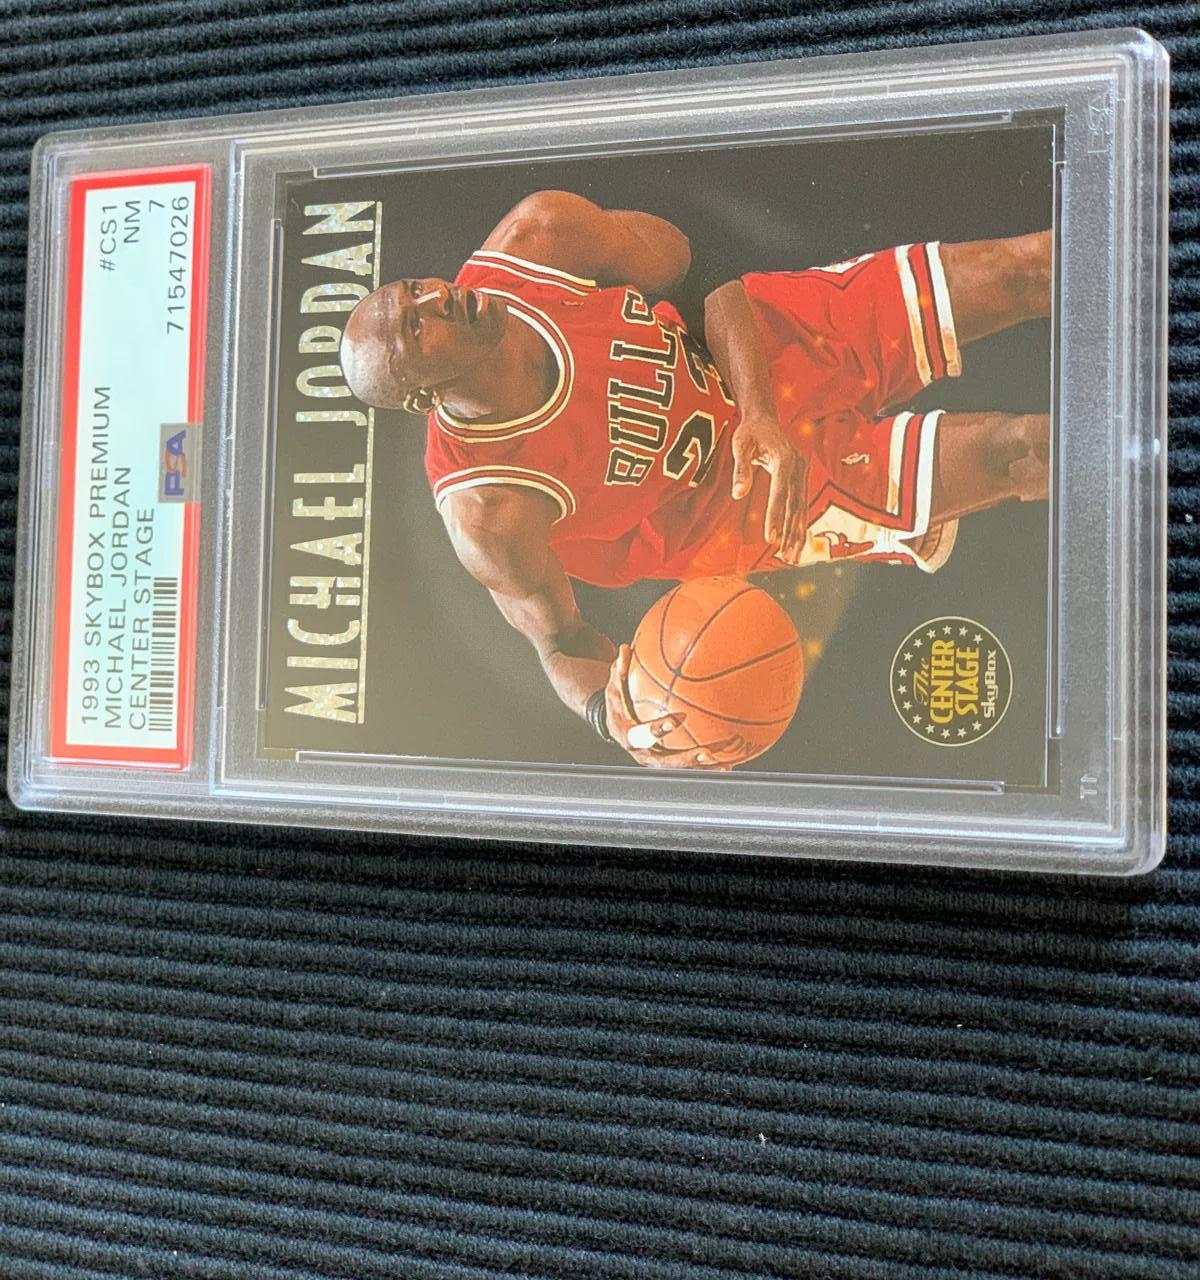 1993 SKYBOX PREMIUM #CS1
MICHAEL JORDAN NM
CENTER STAGE 7
PSA 71547026
MICHAEL JORDAN
BULLS
23
The
CENTER
STAGE
SkyBox